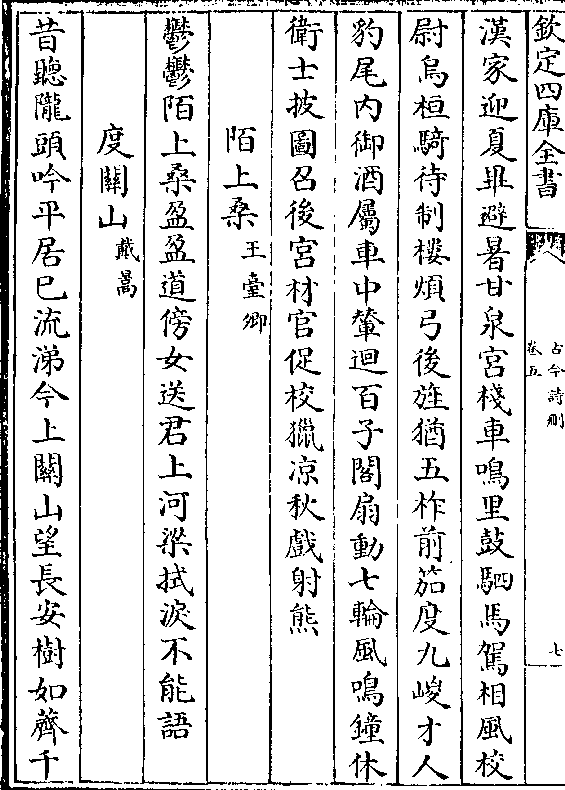 欽定四庫全書
古今詩刪
卷五
七
漢家迎夏畢避暑甘泉宮棧車鳴里鼓駟馬駕相風校
尉烏桓騎待制樓煩弓後旌猶五柞前笳度九嵕才人
豹尾内御酒屬車中輦迴百子閣扇動七輪風鳴鐘休
衛士披圖召後宮材官促校獵凉秋戲射熊
陌上桑王臺卿
鬱鬱陌上桑盈盈道傍女送君上河梁拭淚不能語
度關山戴暠
昔聽隴頭吟平居已流涕今上關山望長安樹如薺千